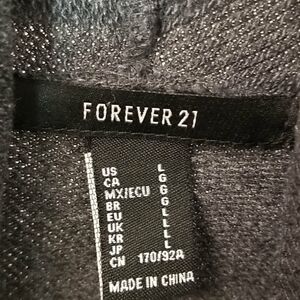 FOREVER 21
US L
CA G
MX/ECU G
BR G
EU L
UK L
KR L
JP L
CN 170/92A
MADE IN CHINA